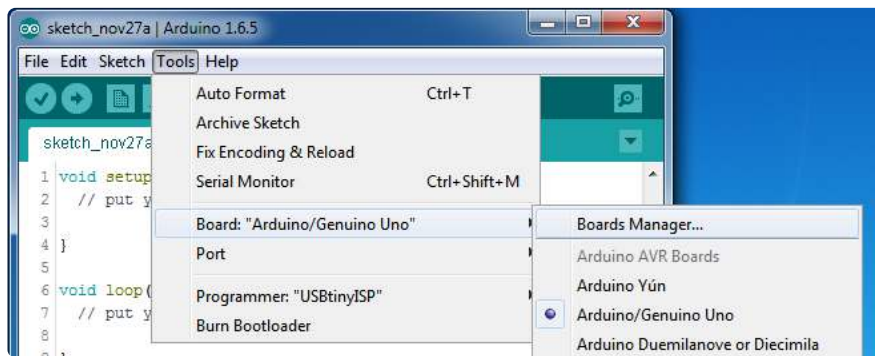 sketch_nov27a | Arduino 1.6.5
File Edit Sketch Tools Help
sketch_nov27a
Auto Format Ctrl+T
Archive Sketch
Fix Encoding & Reload
Serial Monitor Ctrl+Shift+M
Board: "Arduino/Genuino Uno"
Port
Programmer: "USBtinyISP"
Burn Bootloader
Boards Manager...
Arduino AVR Boards
Arduino Yún
Arduino/Genuino Uno
Arduino Duemilanove or Diecimila
1 void setup
2 // put y
3
4 }
5
6 void loop(
7 // put y
8